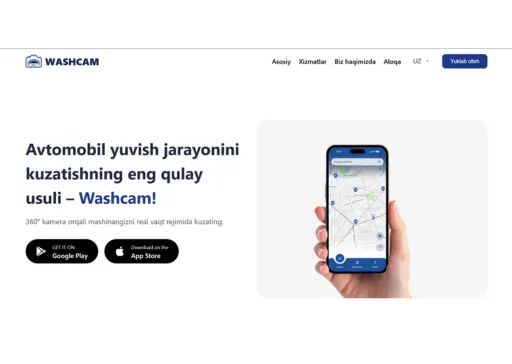 WASHCAM
Asosiy Xizmatlar Biz haqimizda Aloqa UZ Yuklab olish
Avtomobil yuvish jarayonini
kuzatishning eng qulay
usuli – Washcam!
360° kamera orqali mashinangizni real vaqt rejimida kuzating.
GET IT ON
Google Play
Download on the
App Store